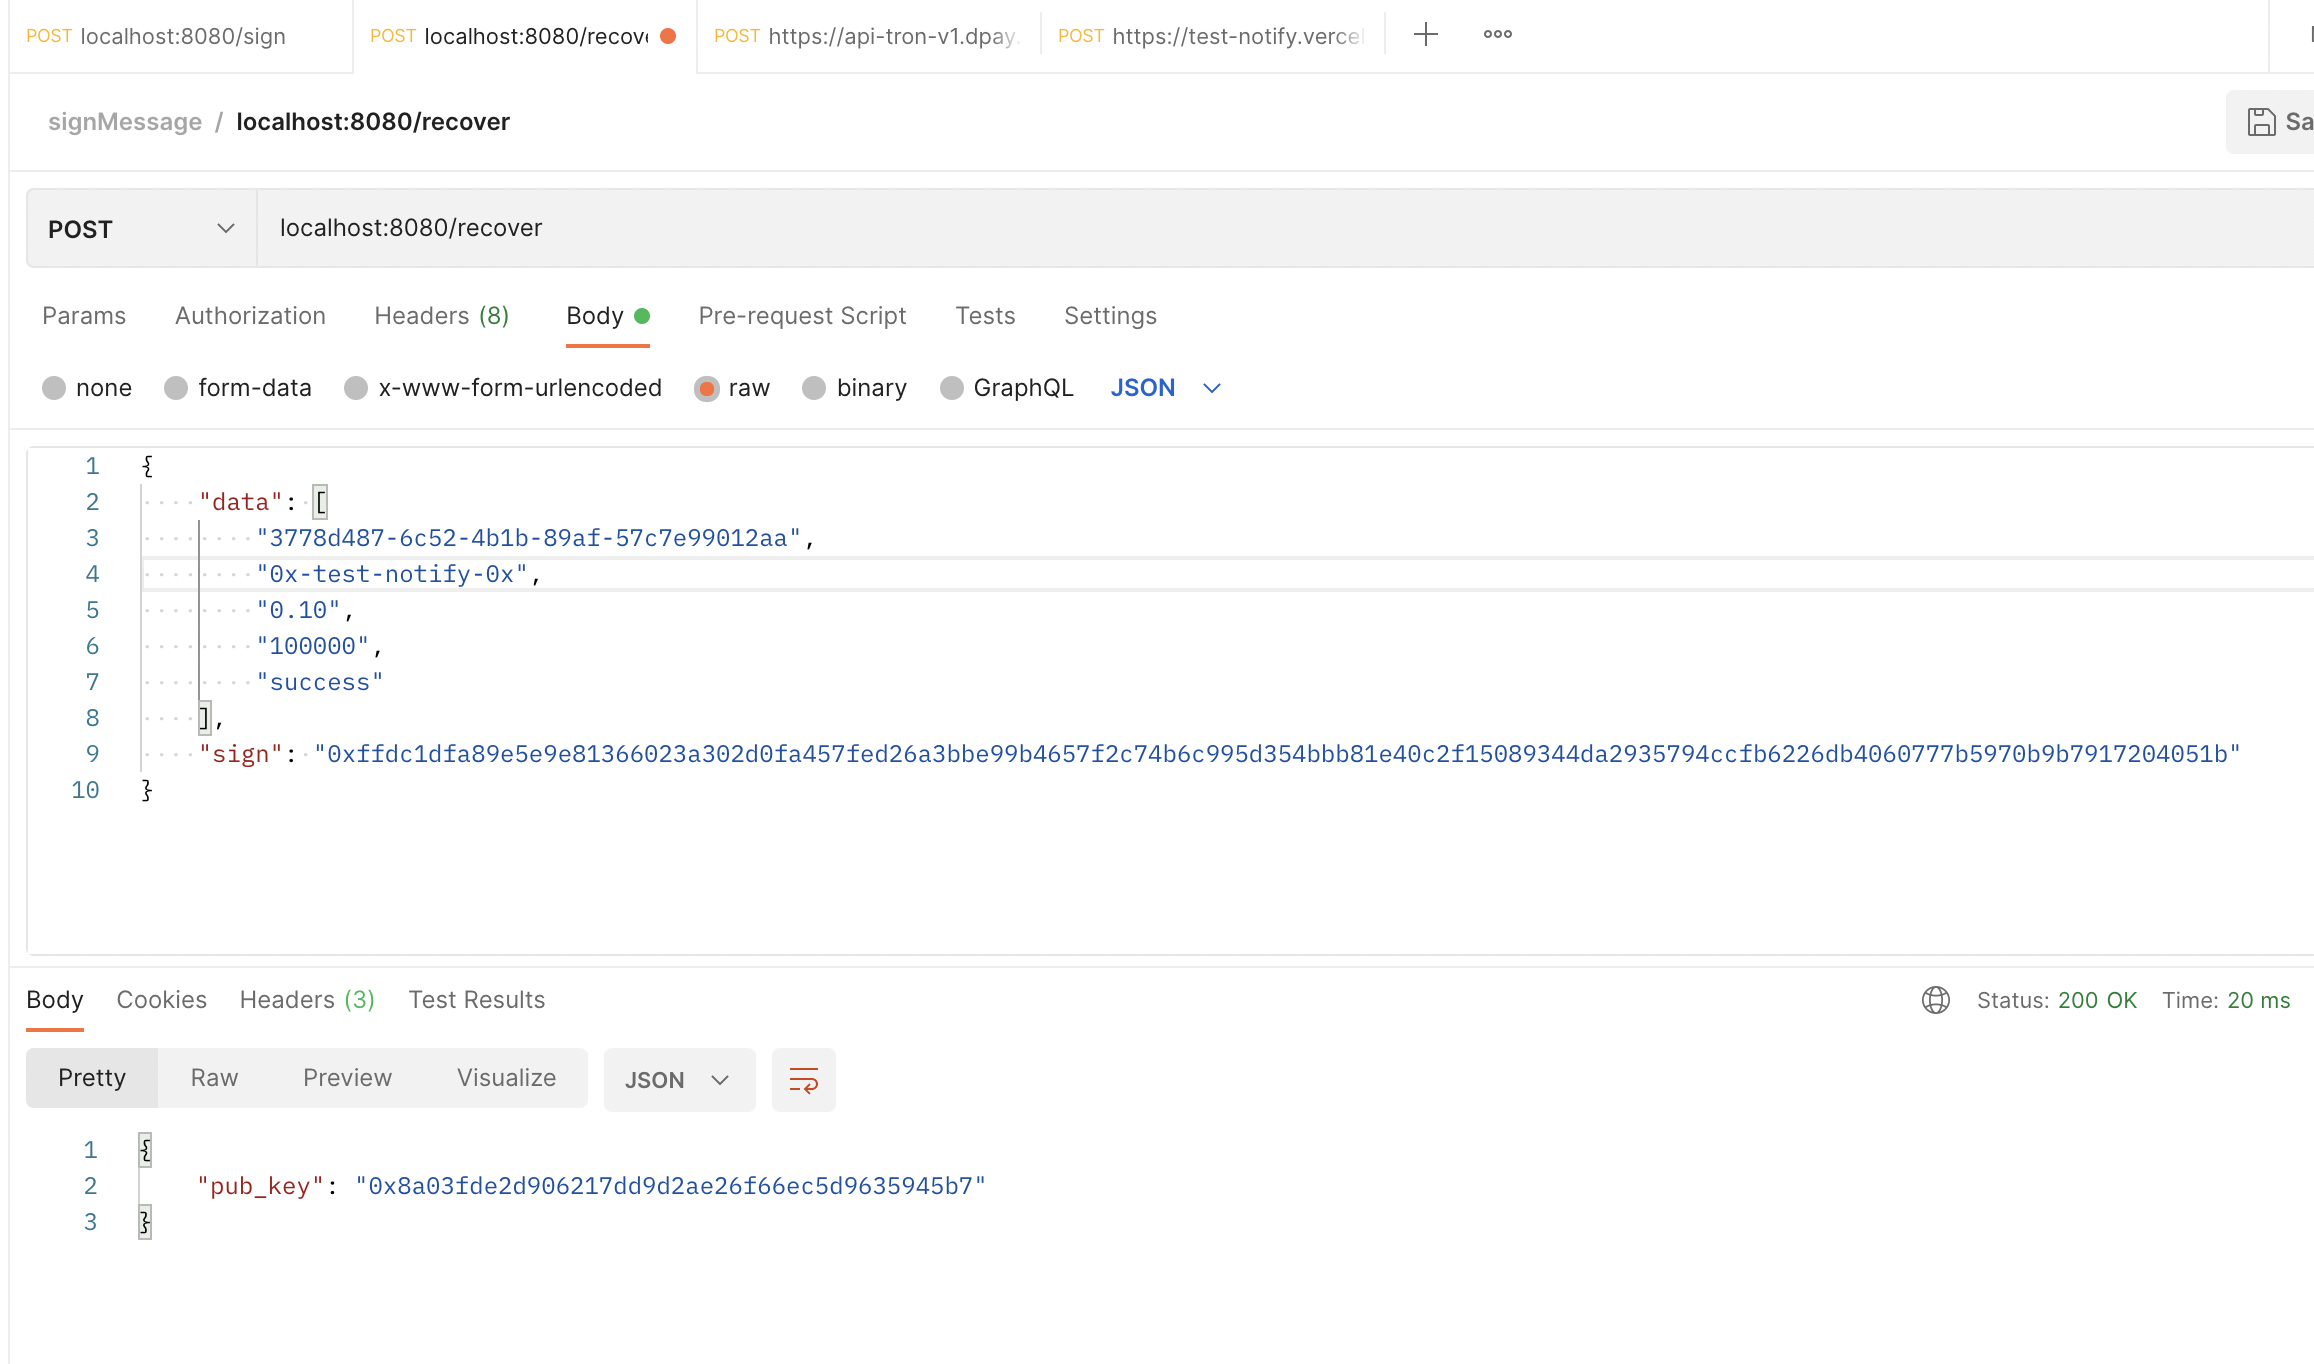 POST localhost:8080/sign POST localhost:8080/recove POST https://api-tron-v1.dpay. POST https://test-notify.vercel
signMessage / localhost:8080/recover
Sa
POST localhost:8080/recover
Params Authorization Headers (8) Body Pre-request Script Tests Settings
none form-data x-www-form-urlencoded raw binary GraphQL JSON
1 {
2 "data": [
3 "3778d487-6c52-4b1b-89af-57c7e99012aa",
4 "0x-test-notify-0x",
5 "0.10",
6 "100000",
7 "success"
8 ],
9 "sign": "0xffdc1dfa89e5e9e81366023a302d0fa457fed26a3bbe99b4657f2c74b6c995d354bbb81e40c2f15089344da2935794ccfb6226db4060777b5970b9b7917204051b"
10 }
Body Cookies Headers (3) Test Results Status: 200 OK Time: 20 ms
Pretty Raw Preview Visualize JSON
1 {
2 "pub_key": "0x8a03fde2d906217dd9d2ae26f66ec5d9635945b7"
3 }